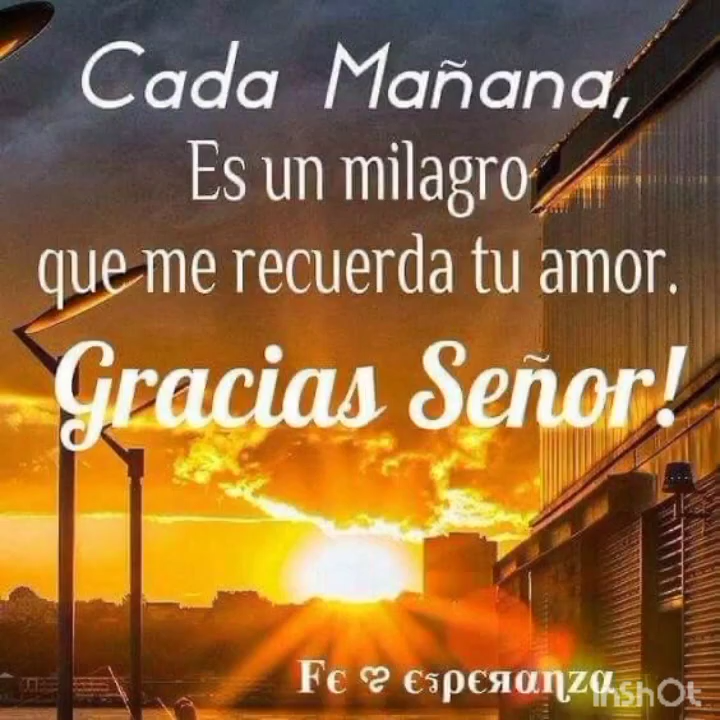 Cada Mañana,
Es un milagro
que me recuerda tu amor.
Gracias Señor!
Fe ღ esperanza
InShOt